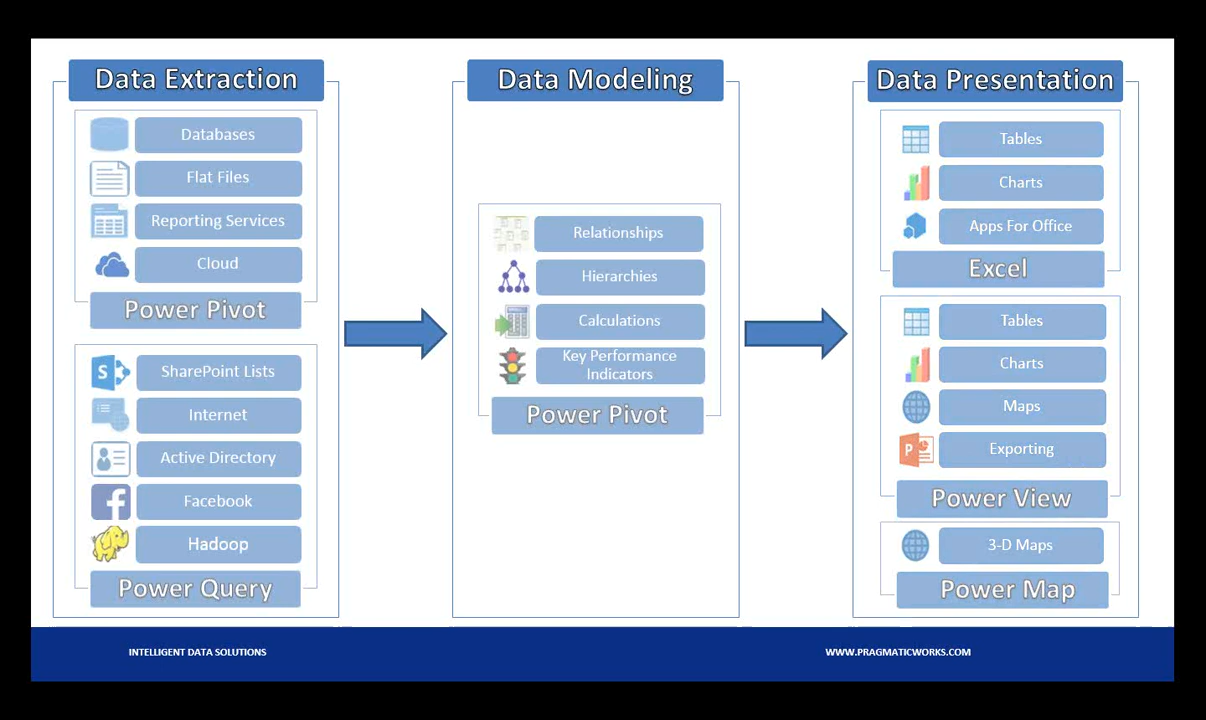 Data Extraction
Databases
Flat Files
Reporting Services
Cloud
Power Pivot
SharePoint Lists
Internet
Active Directory
Facebook
Hadoop
Power Query
Data Modeling
Relationships
Hierarchies
Calculations
Key Performance
Indicators
Power Pivot
Data Presentation
Tables
Charts
Apps For Office
Excel
Tables
Charts
Maps
Exporting
Power View
3-D Maps
Power Map
INTELLIGENT DATA SOLUTIONS
WWW.PRAGMATICWORKS.COM